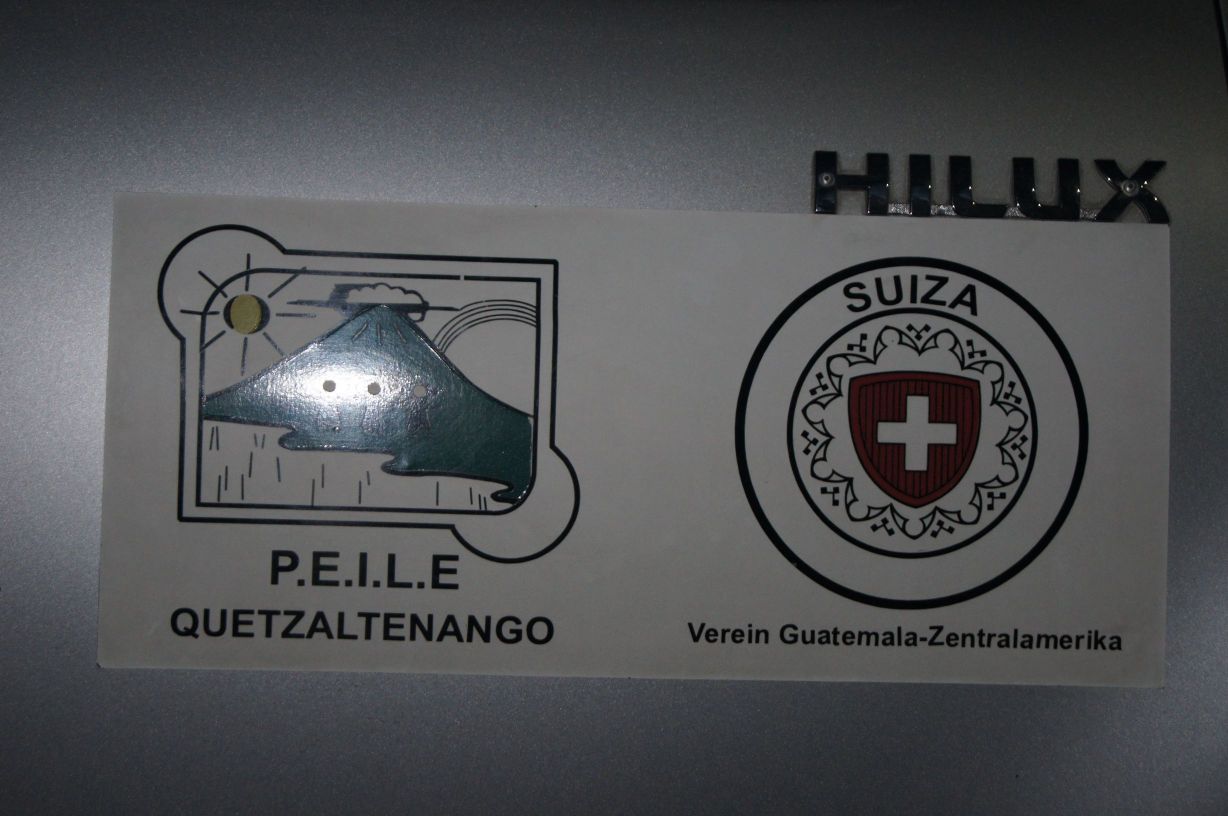 HILUX
SUIZA
P.E.I.L.E
QUETZALTENANGO
Verein Guatemala-Zentralamerika